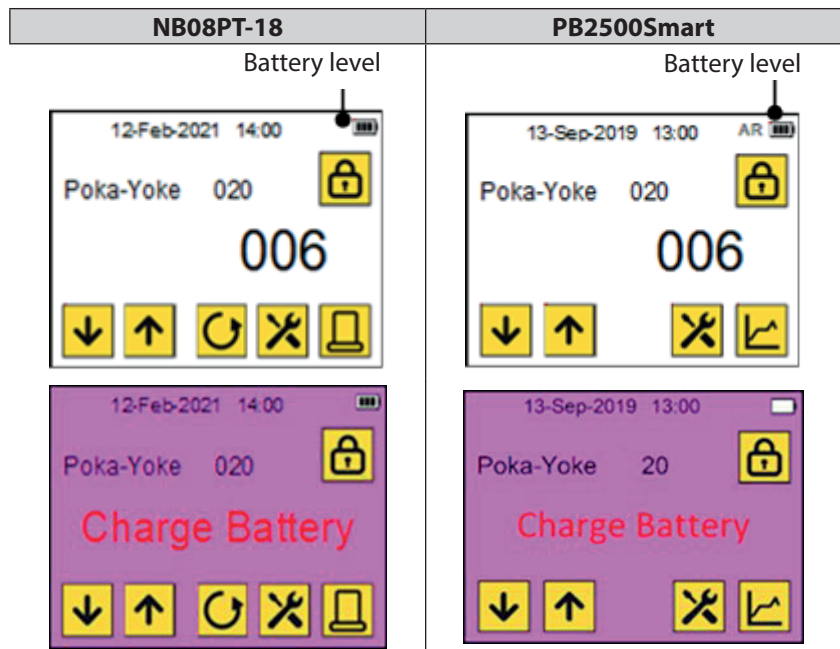 NB08PT-18 PB2500Smart
Battery level Battery level
12-Feb-2021 14:00
Poka-Yoke 020
006
13-Sep-2019 13:00 AR
Poka-Yoke 020
006
12-Feb-2021 14:00
Poka-Yoke 020
Charge Battery
13-Sep-2019 13:00
Poka-Yoke 20
Charge Battery